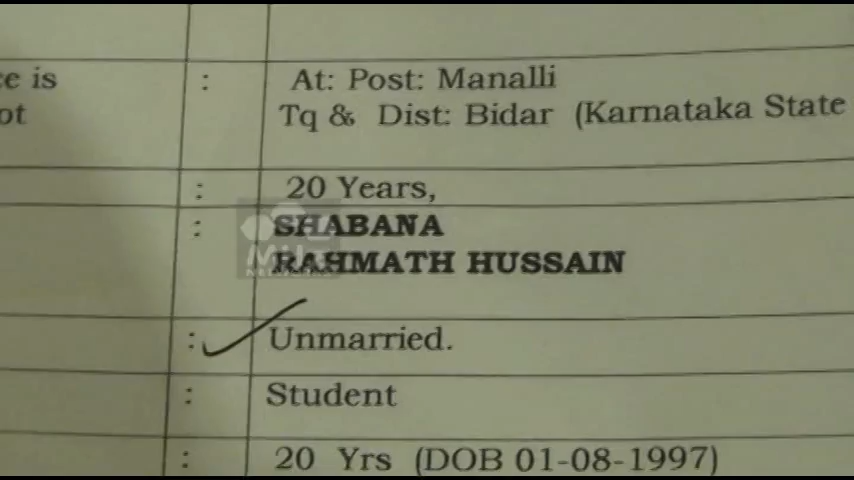 ce is : At: Post: Manalli
ot Tq & Dist: Bidar (Karnataka State
: 20 Years,
: SHABANA
RAHMATH HUSSAIN
: Unmarried.
: Student
: 20 Yrs (DOB 01-08-1997)